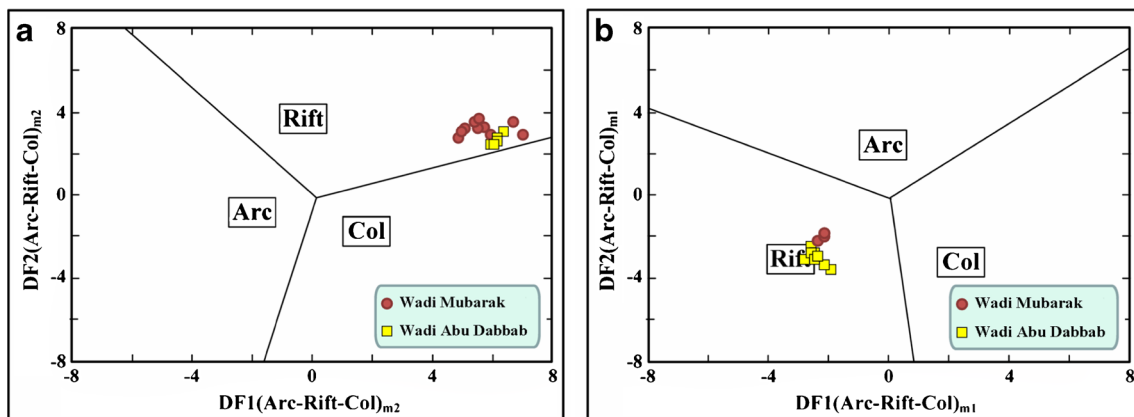 a
8
4
0
-4
-8
DF2(Arc-Rift-Col)m2
Rift
Arc
Col
Wadi Mubarak
Wadi Abu Dabbab
-8
-4
0
4
8
DF1(Arc-Rift-Col)m2
b
8
4
0
-4
-8
DF2(Arc-Rift-Col)m1
Arc
Rift
Col
Wadi Mubarak
Wadi Abu Dabbab
-8
-4
0
4
8
DF1(Arc-Rift-Col)m1